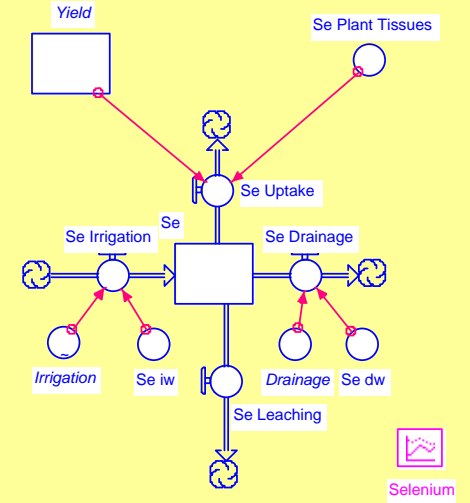 Yield
Se Plant Tissues
Se Uptake
Se
Se Irrigation
Se Drainage
~
Irrigation
Se iw
Drainage
Se dw
Se Leaching
Selenium